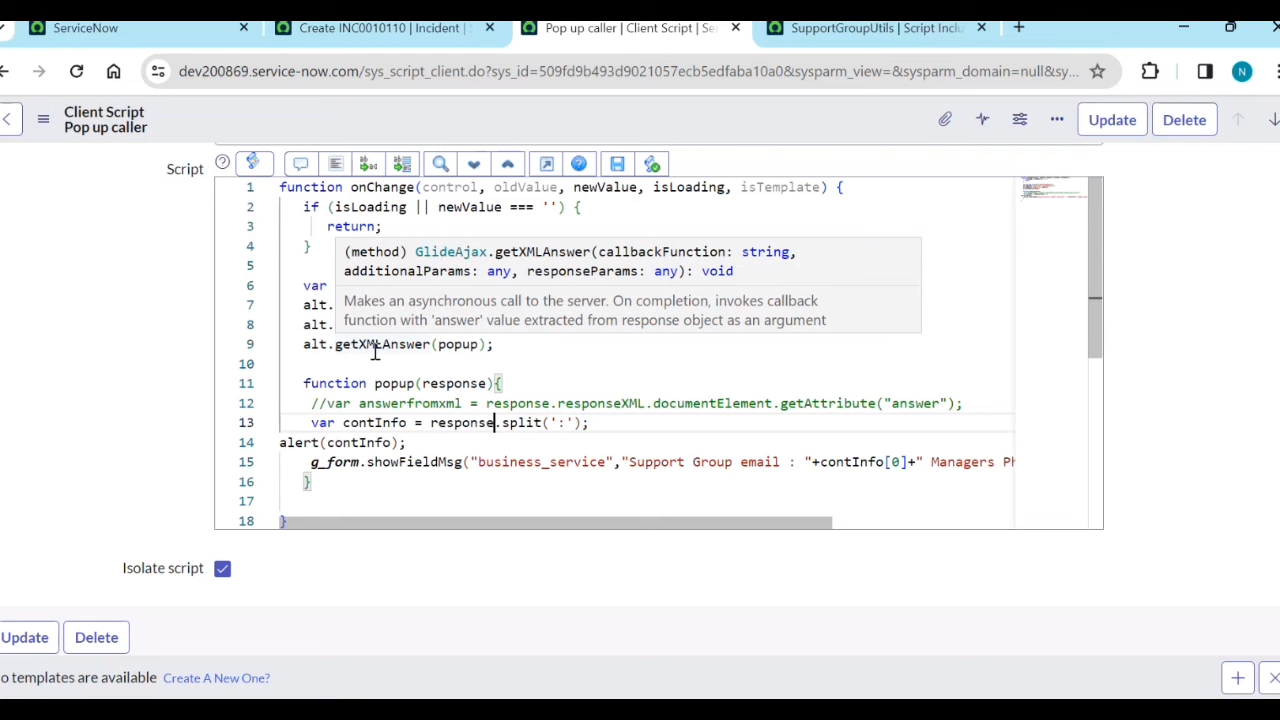 ServiceNow
Create INC0010110 | Incident |
Pop up caller | Client Script | Ser
SupportGroupUtils | Script Inclu
dev200869.service-now.com/sys_script_client.do?sys_id=509fd9b493d9021057ecb5edfaba10a0&sysparm_view=&sysparm_domain=null&sy...
N
Client Script
Pop up caller
Update
Delete
Script
1 function onChange(control, oldValue, newValue, isLoading, isTemplate) {
2 if (isLoading || newValue === '') {
3 return;
4 }
(method) GlideAjax.getXMLAnswer(callbackFunction: string,
5
additionalParams: any, responseParams: any): void
6 var
7 alt.
Makes an asynchronous call to the server. On completion, invokes callback
8 alt.
function with 'answer' value extracted from response object as an argument
9 alt.getXMLAnswer(popup);
10
11 function popup(response){
12 //var answerfromxml = response.responseXML.documentElement.getAttribute("answer");
13 var contInfo = response.split(':');
14 alert(contInfo);
15 g_form.showFieldMsg("business_service","Support Group email : "+contInfo[0]+" Managers Ph
16 }
17
18 }
Isolate script
Update
Delete
o templates are available Create A New One?